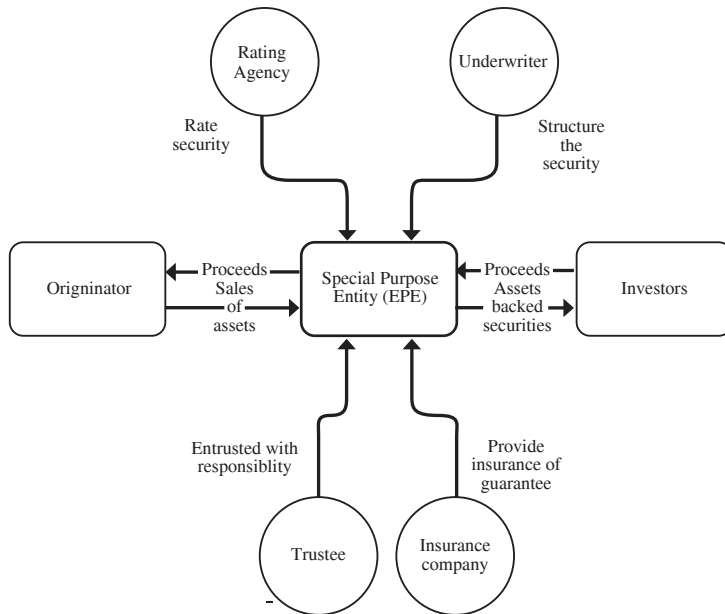 Rating
Agency
Underwriter
Rate
security
Structure
the
security
Origninator
Proceeds
Sales
of
assets
Special Purpose
Entity (EPE)
Proceeds
Assets
backed
securities
Investors
Entrusted with
responsiblity
Provide
insurance of
guarantee
Trustee
Insurance
company